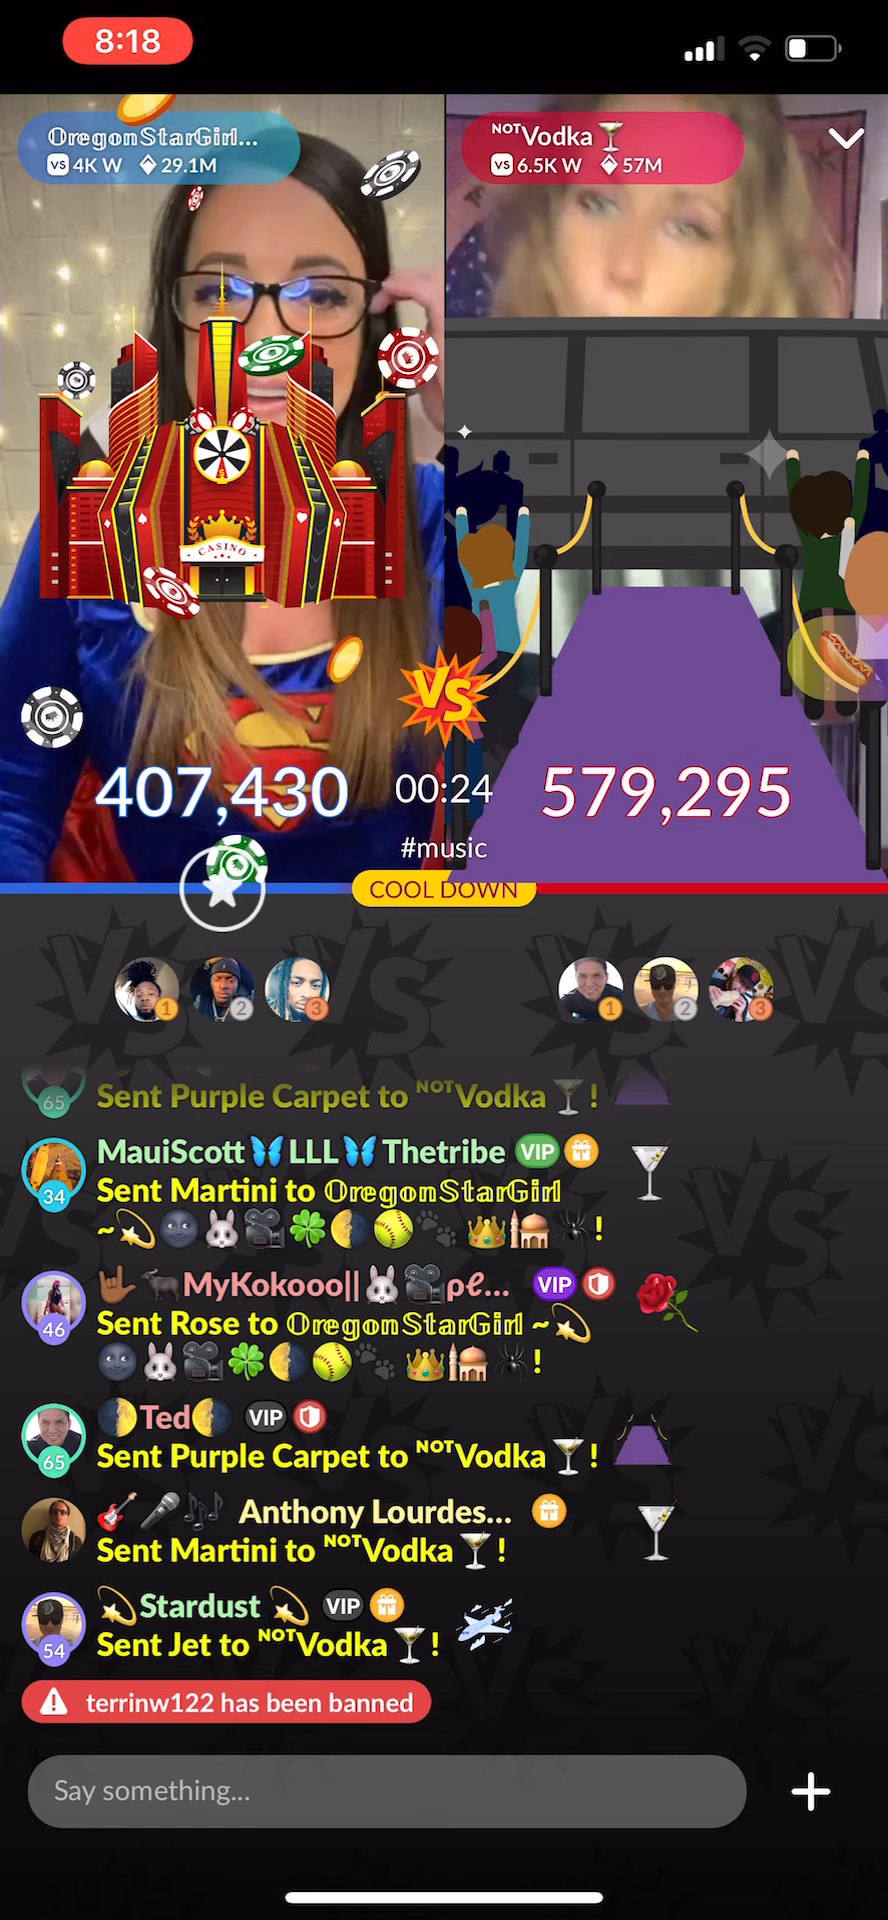 8:18
OregonStarGirl...
VS 4K W 29.1M
NOTVodka🍸
VS 6.5K W 57M
CASINO
VS
407,430
00:24
579,295
#music
COOL DOWN
1 2 3
1 2 3
65
Sent Purple Carpet to NOTVodka🍸!
MauiScott🦋LLL🦋Thetribe VIP
34
Sent Martini to OregonStarGirl
~💫🌚🐰🎥🍀🌗🥎🐾👑🕌🕷!
🤟🏾🐃MyKokooo||🐰🎥ρℓ... VIP
46
Sent Rose to OregonStarGirl ~💫
🌚🐰🎥🍀🌗🥎🐾👑🕌🕷!
🌓Ted🌗 VIP
65
Sent Purple Carpet to NOTVodka🍸!
🎸🎤🎶 Anthony Lourdes...
Sent Martini to NOTVodka🍸!
💫Stardust💫 VIP
54
Sent Jet to NOTVodka🍸!
terrinw122 has been banned
Say something...